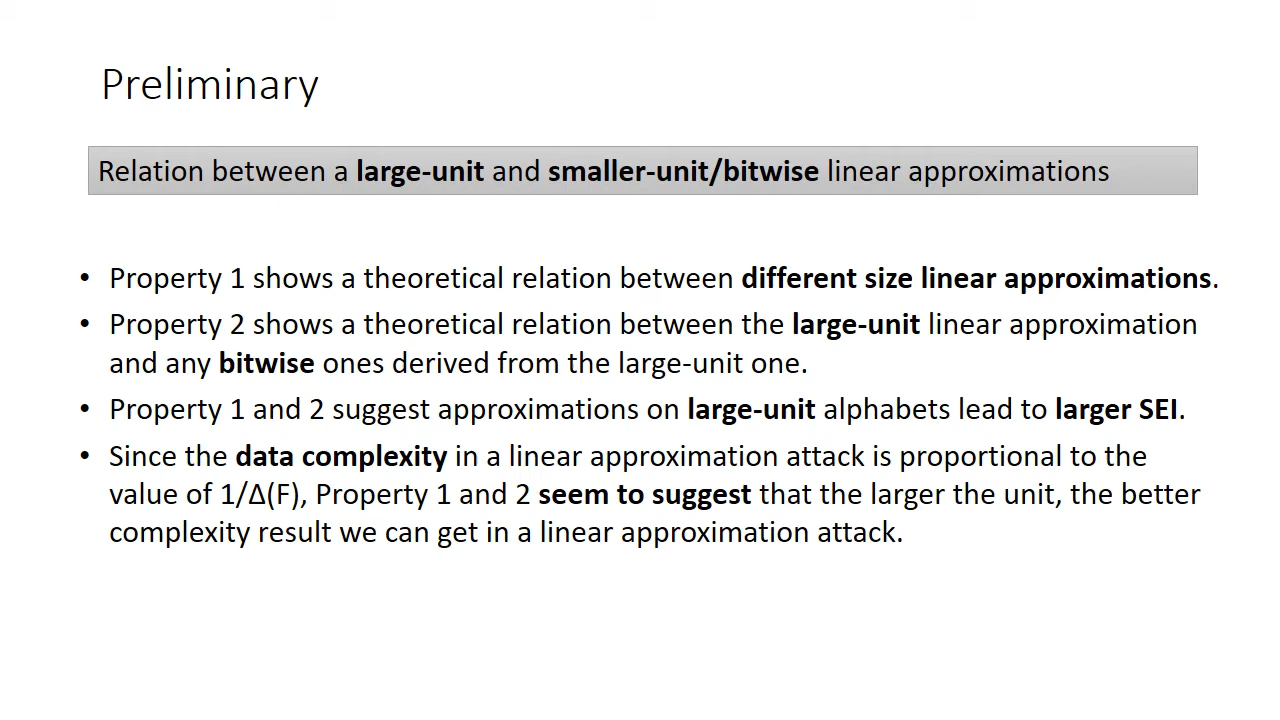 Preliminary
Relation between a large-unit and smaller-unit/bitwise linear approximations
• Property 1 shows a theoretical relation between different size linear approximations.
• Property 2 shows a theoretical relation between the large-unit linear approximation
and any bitwise ones derived from the large-unit one.
• Property 1 and 2 suggest approximations on large-unit alphabets lead to larger SEI.
• Since the data complexity in a linear approximation attack is proportional to the
value of 1/Δ(F), Property 1 and 2 seem to suggest that the larger the unit, the better
complexity result we can get in a linear approximation attack.